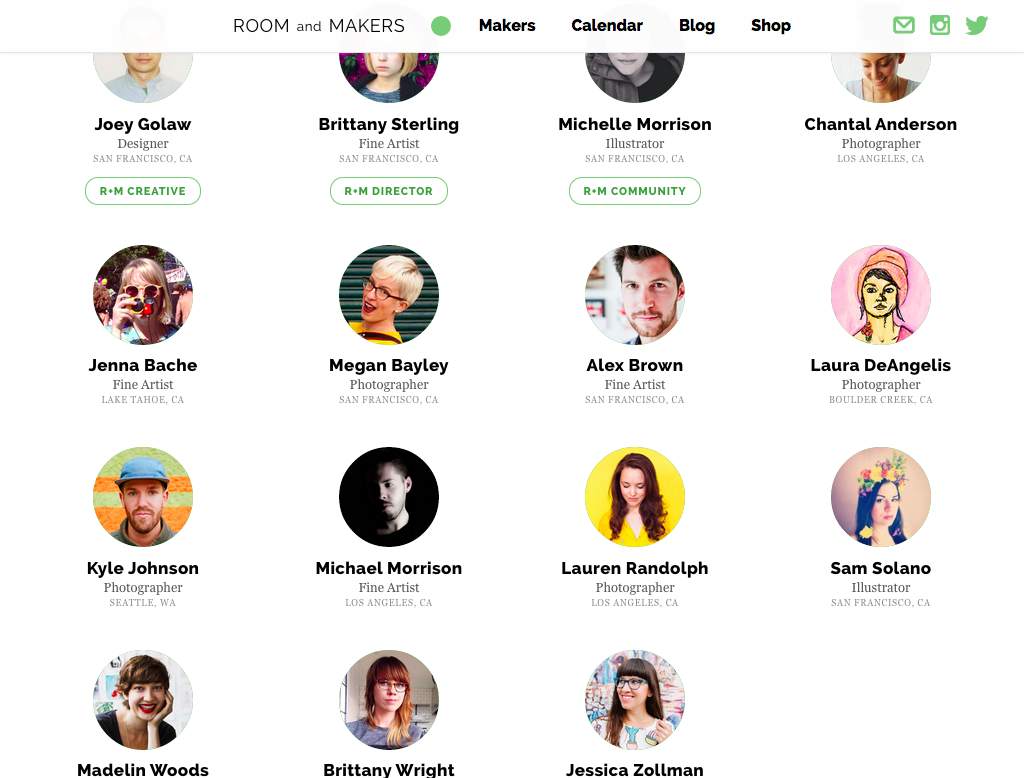 ROOM and MAKERS Makers Calendar Blog Shop
Joey Golaw Brittany Sterling Michelle Morrison Chantal Anderson
Designer Fine Artist Illustrator Photographer
SAN FRANCISCO, CA SAN FRANCISCO, CA SAN FRANCISCO, CA LOS ANGELES, CA
R+M CREATIVE R+M DIRECTOR R+M COMMUNITY
Jenna Bache Megan Bayley Alex Brown Laura DeAngelis
Fine Artist Photographer Fine Artist Photographer
LAKE TAHOE, CA SAN FRANCISCO, CA SAN FRANCISCO, CA BOULDER CREEK, CA
Kyle Johnson Michael Morrison Lauren Randolph Sam Solano
Photographer Fine Artist Photographer Illustrator
SEATTLE, WA LOS ANGELES, CA LOS ANGELES, CA SAN FRANCISCO, CA
Madelin Woods Brittany Wright Jessica Zollman